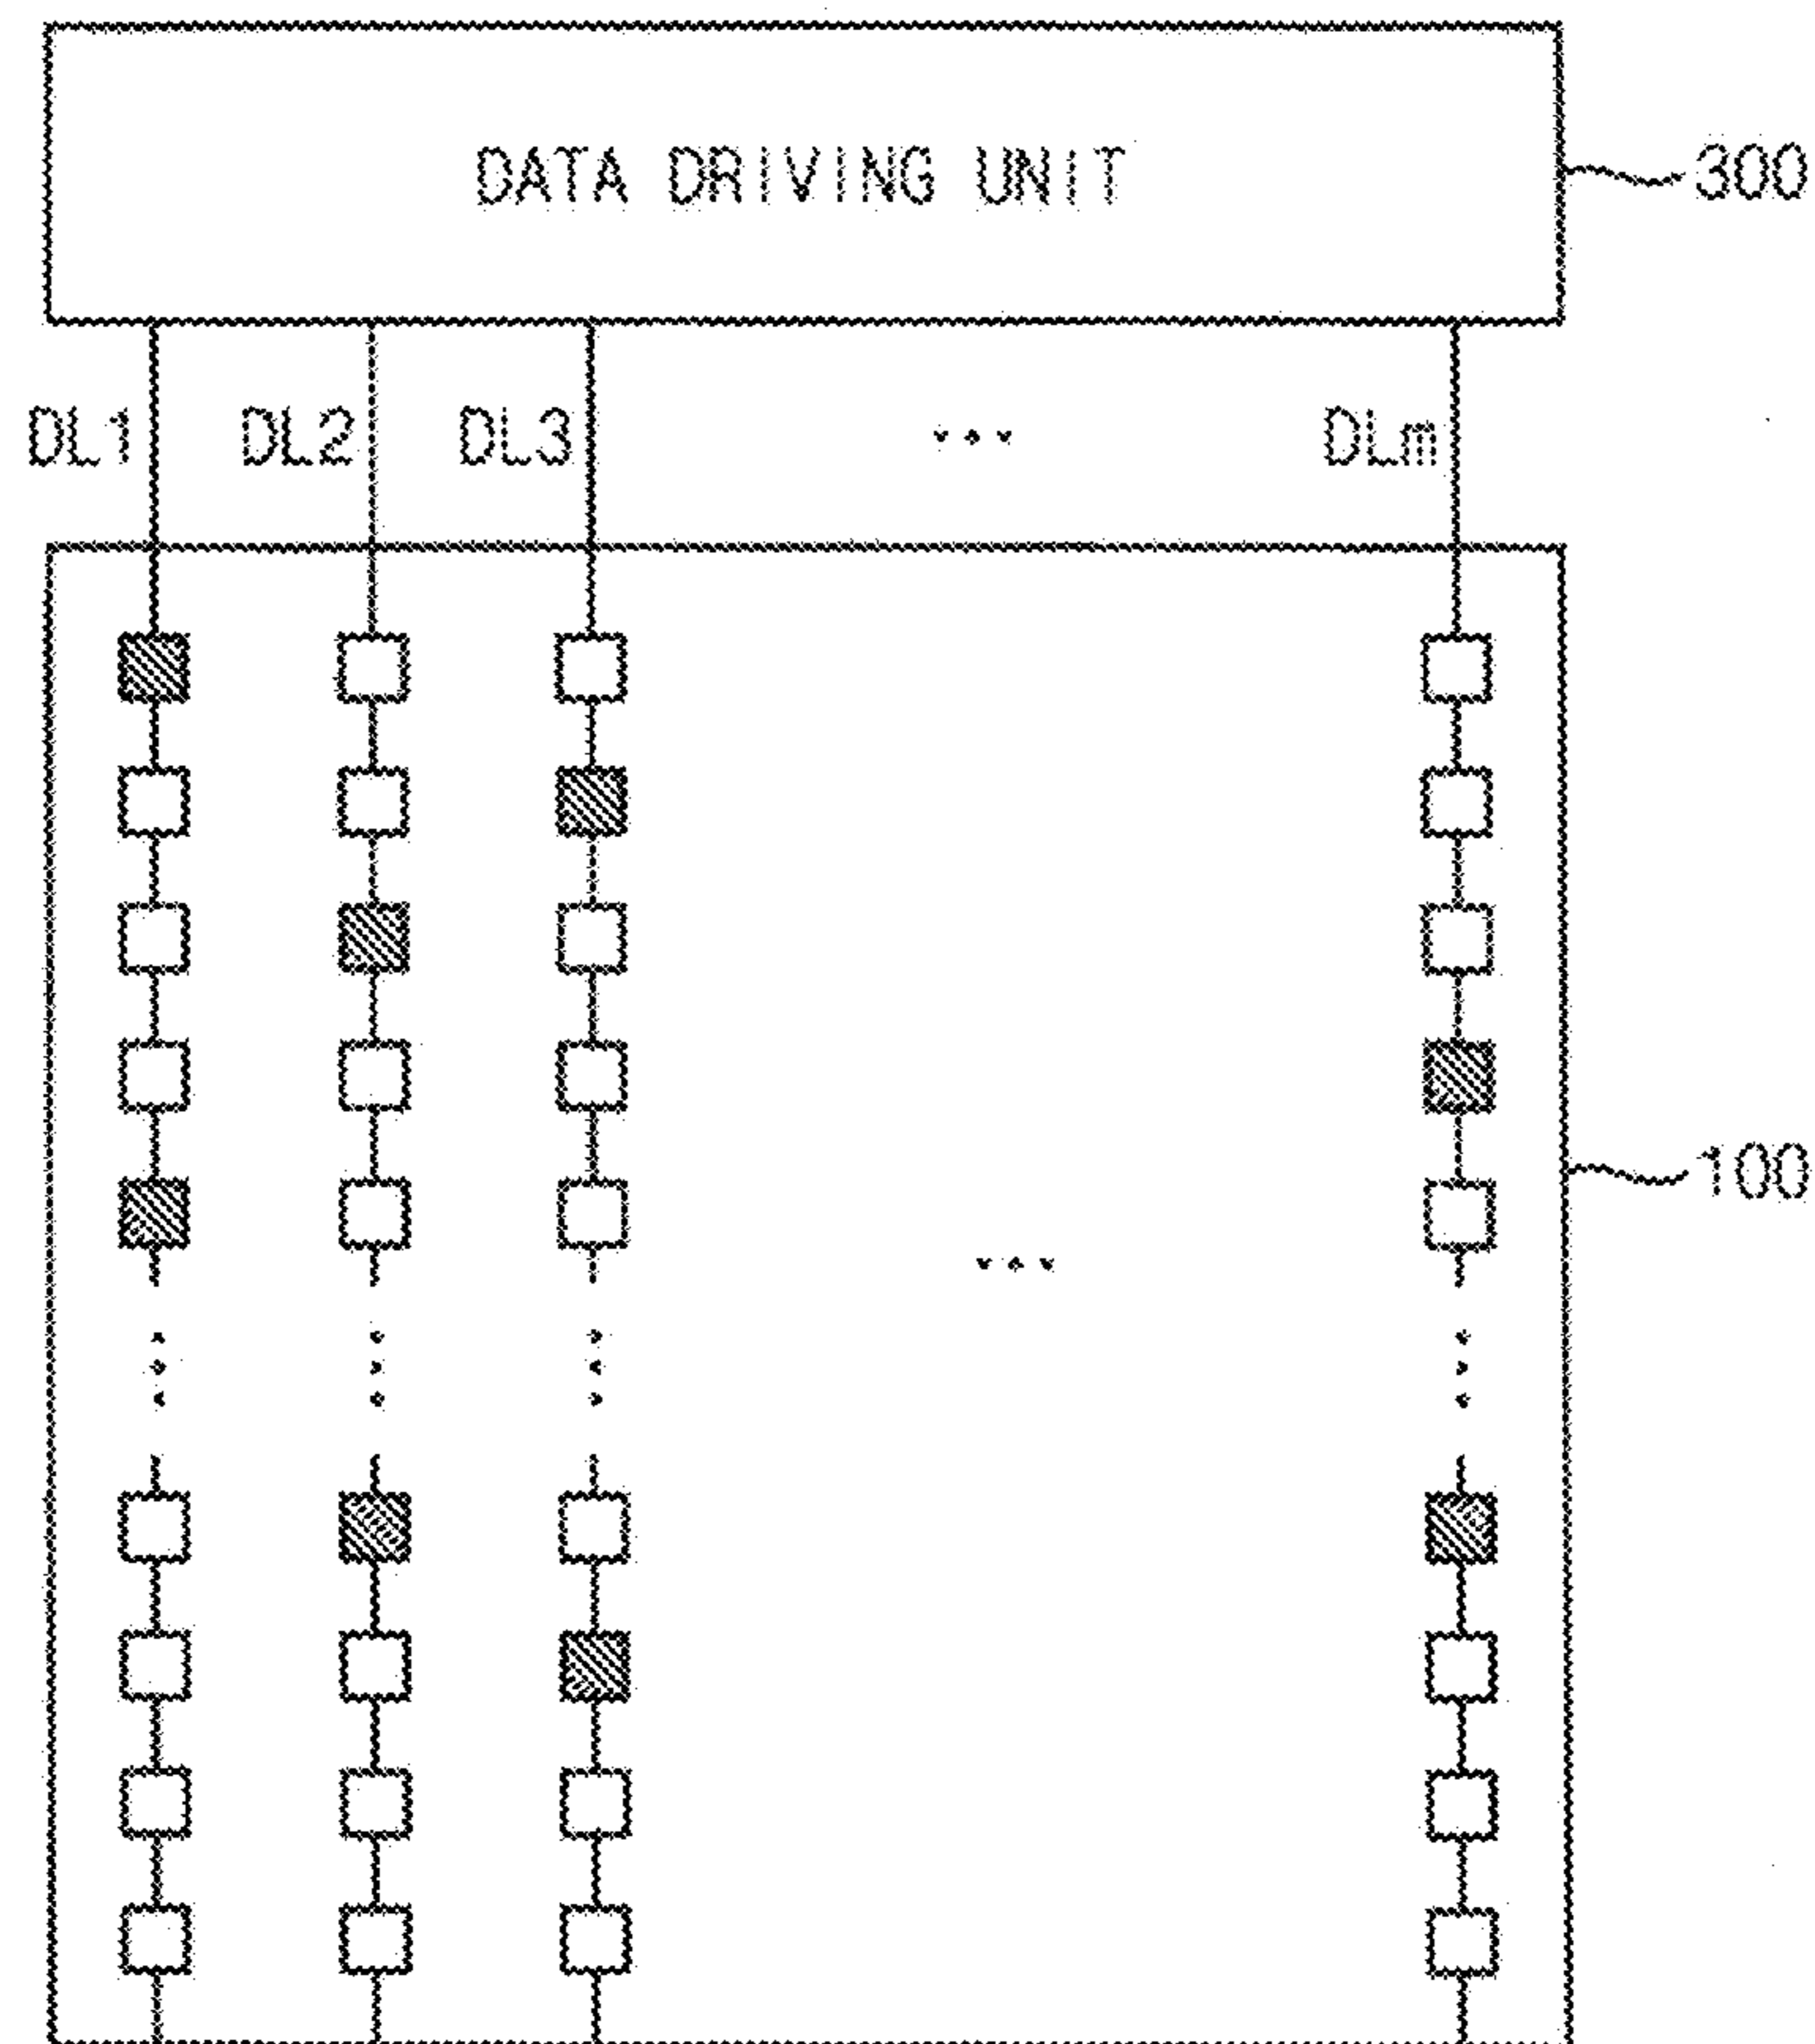 DATA DRIVING UNIT
300
DL1 DL2 DL3 ... DLm
100
...